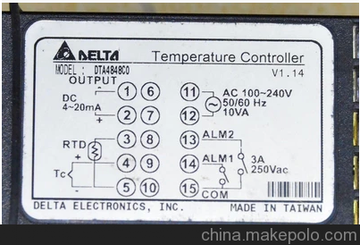 DELTA Temperature Controller
MODEL: DTA4848C0 V1.14
OUTPUT
DC
4~20mA
+
-
RTD
+
Tc
-
1 6
2 7
3 8
4 9
5 10
11
12
13
14
15
AC 100~240V
50/60 Hz
10VA
ALM2
ALM1
3A
250Vac
COM
DELTA ELECTRONICS, INC. MADE IN TAIWAN
china.makepolo.com